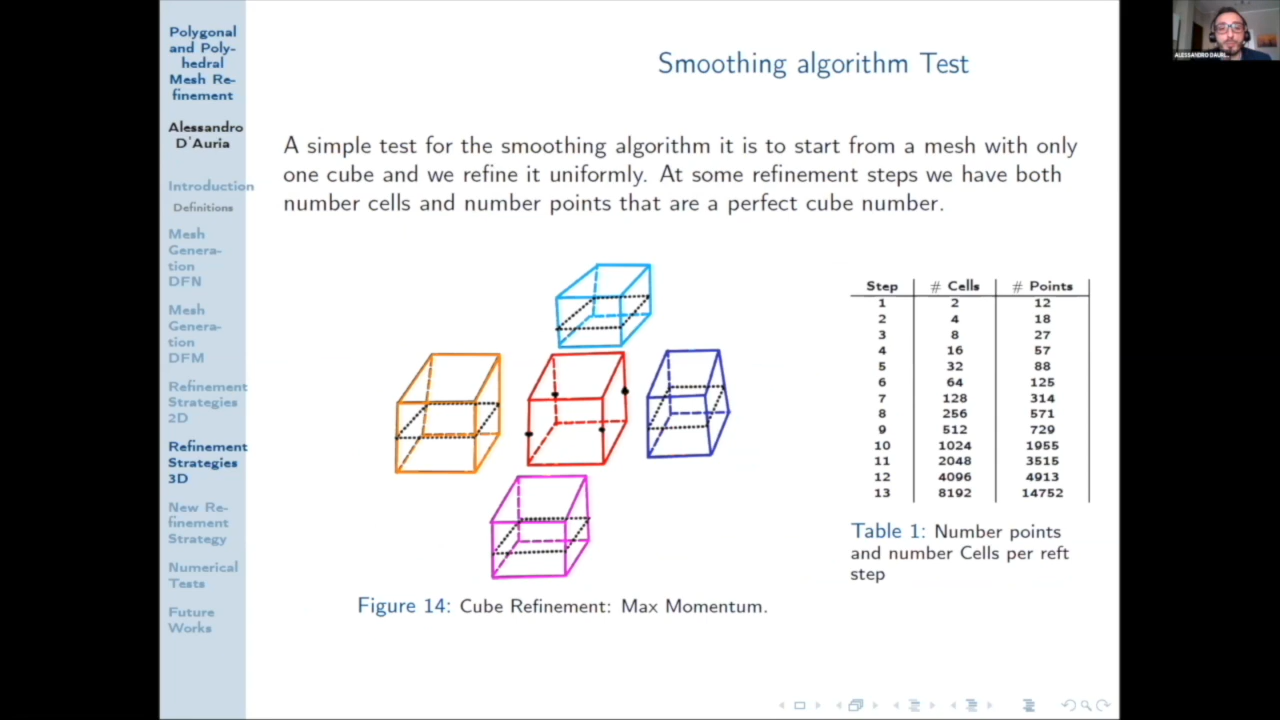 Polygonal
and Poly-
hedral
Mesh Re-
finement
Alessandro
D'Auria
Introduction
Definitions
Mesh
Genera-
tion
DFN
Mesh
Genera-
tion
DFM
Refinement
Strategies
2D
Refinement
Strategies
3D
New Re-
finement
Strategy
Numerical
Tests
Future
Works
Smoothing algorithm Test
A simple test for the smoothing algorithm it is to start from a mesh with only
one cube and we refine it uniformly. At some refinement steps we have both
number cells and number points that are a perfect cube number.
Step # Cells # Points
1 2 12
2 4 18
3 8 27
4 16 57
5 32 88
6 64 125
7 128 314
8 256 571
9 512 729
10 1024 1955
11 2048 3515
12 4096 4913
13 8192 14752
Table 1: Number points
and number Cells per reft
step
Figure 14: Cube Refinement: Max Momentum.
ALESSANDRO DAURI...